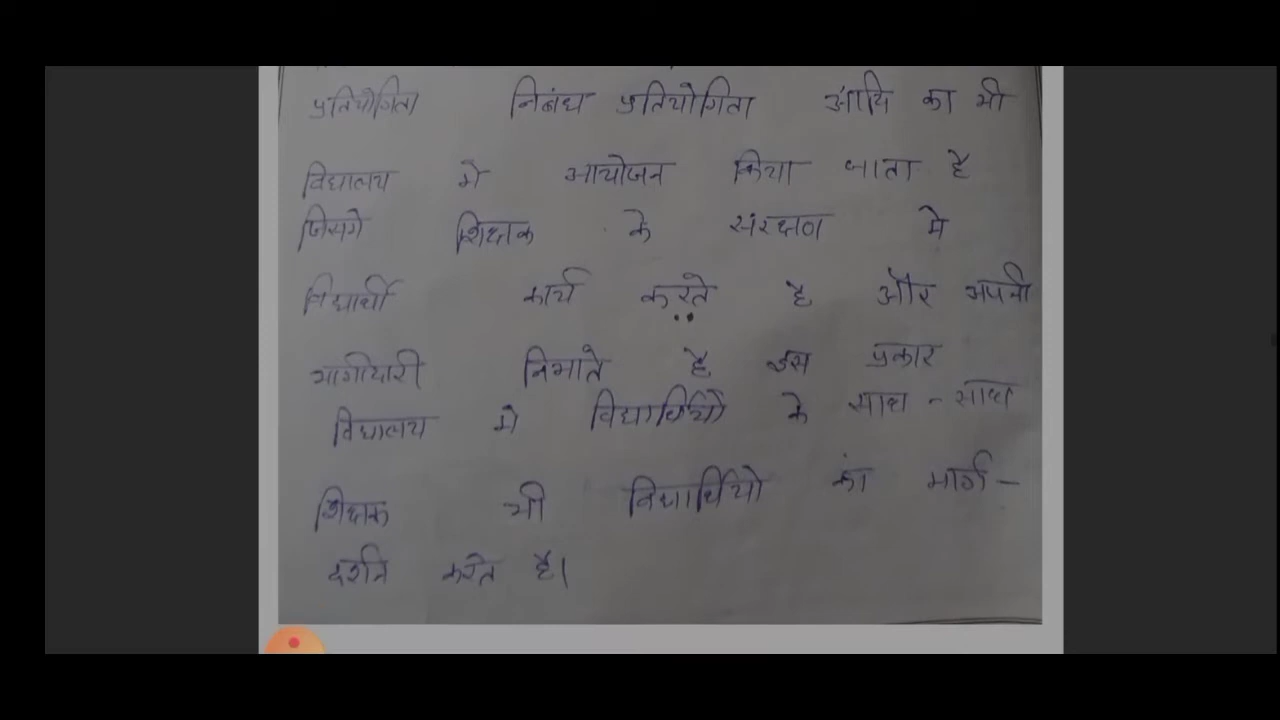 प्रतियोगिता निबंध प्रतियोगिता आदि का भी
विद्यालय मे आयोजन किया जाता है
जिसमे शिक्षक के संरक्षण मे
विद्यार्थी कार्य करते है और अपनी
भागीदारी निभाते है इस प्रकार
विद्यालय मे विद्यार्थियो के साथ - साथ
शिक्षक भी विद्यार्थियो का मार्ग -
दर्शन करते है।